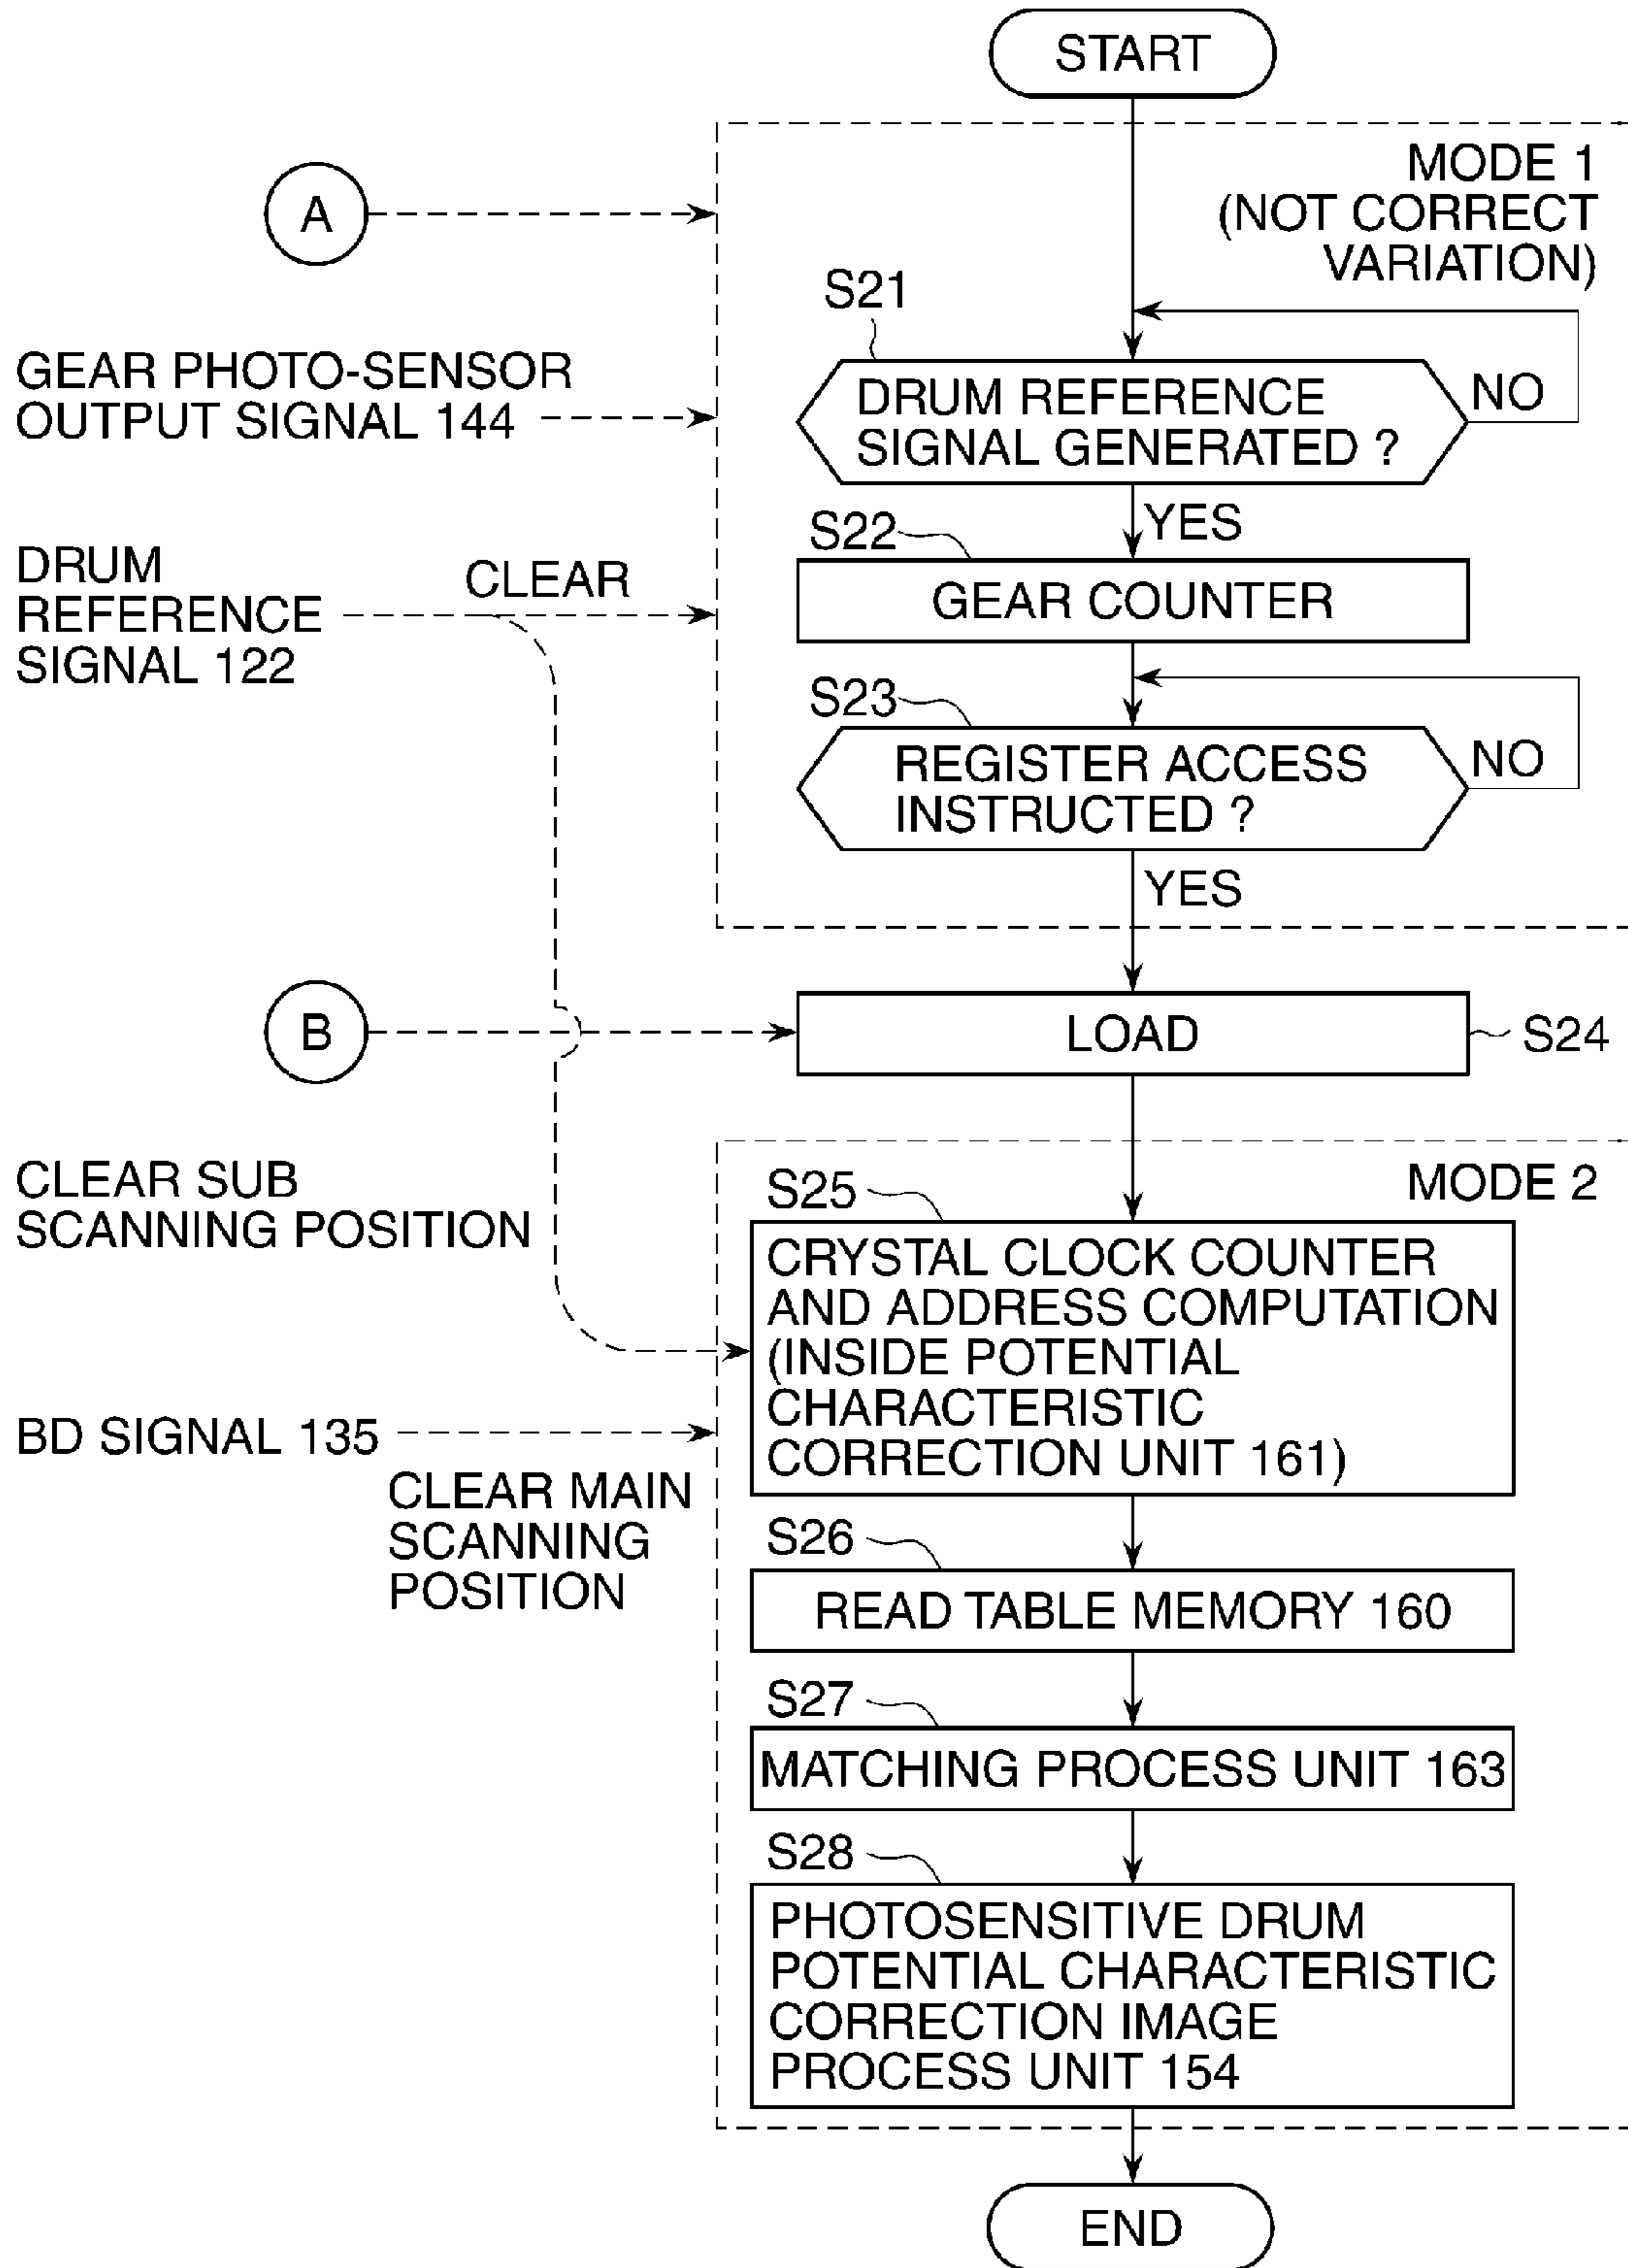 START
MODE 1
(NOT CORRECT
VARIATION)
A
S21
GEAR PHOTO-SENSOR
OUTPUT SIGNAL 144
DRUM REFERENCE
SIGNAL GENERATED ?
NO
YES
S22
GEAR COUNTER
DRUM
REFERENCE
SIGNAL 122
CLEAR
S23
REGISTER ACCESS
INSTRUCTED ?
NO
YES
B
LOAD
S24
MODE 2
CLEAR SUB
SCANNING POSITION
S25
CRYSTAL CLOCK COUNTER
AND ADDRESS COMPUTATION
(INSIDE POTENTIAL
CHARACTERISTIC
CORRECTION UNIT 161)
BD SIGNAL 135
CLEAR MAIN
SCANNING
POSITION
S26
READ TABLE MEMORY 160
S27
MATCHING PROCESS UNIT 163
S28
PHOTOSENSITIVE DRUM
POTENTIAL CHARACTERISTIC
CORRECTION IMAGE
PROCESS UNIT 154
END